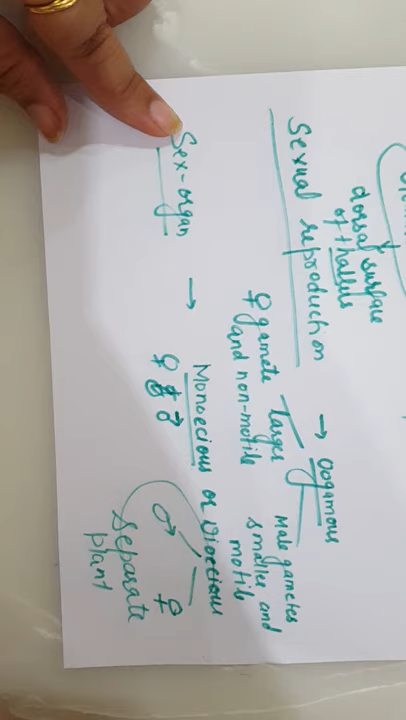 dorsal surface
of thallus
Sexual reproduction → Oogamous
♀ gamete larger
and non-motile
Male gametes
smaller and
motile
Sex-organ → Monoecious or Dioecious
♀ ♂
♂ ♀
Separate
plant